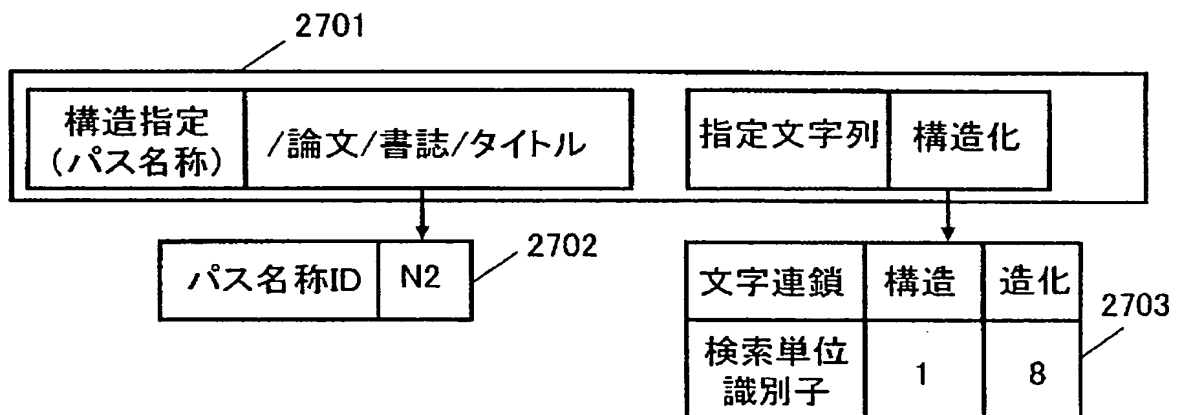 2701
構造指定
(パス名称)
/論文/書誌/タイトル
指定文字列
構造化
パス名称ID
N2
2702
文字連鎖
構造
造化
2703
検索単位
識別子
1
8